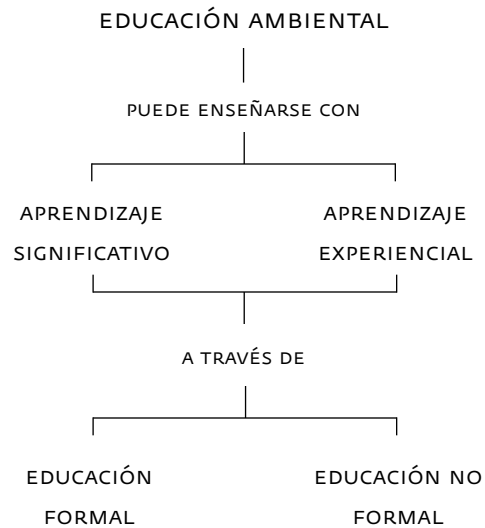 EDUCACIÓN AMBIENTAL
PUEDE ENSEÑARSE CON
APRENDIZAJE
SIGNIFICATIVO
APRENDIZAJE
EXPERIENCIAL
A TRAVÉS DE
EDUCACIÓN
FORMAL
EDUCACIÓN NO
FORMAL